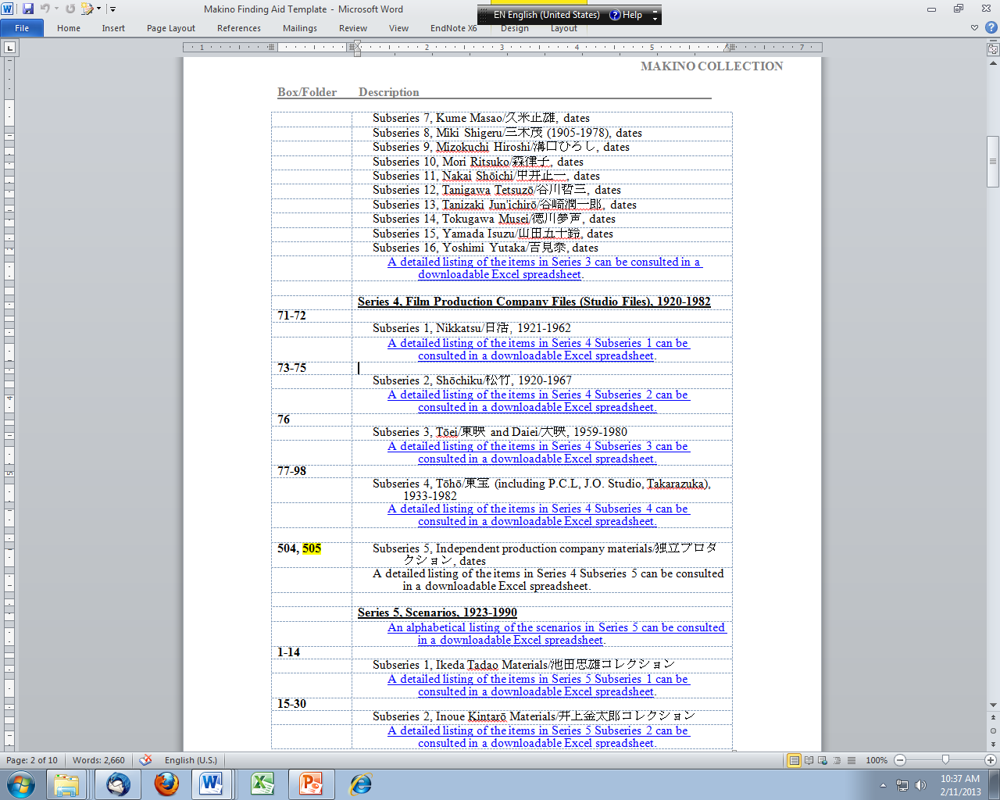 Makino Finding Aid Template - Microsoft Word
EN English (United States) Help
File Home Insert Page Layout References Mailings Review View EndNote X6 Design Layout
1 1 2 3 4 5 7
MAKINO COLLECTION
Box/Folder Description
Subseries 7, Kume Masao/久米正雄, dates
Subseries 8, Miki Shigeru/三木茂 (1905-1978), dates
Subseries 9, Mizokuchi Hiroshi/溝口ひろし, dates
Subseries 10, Mori Ritsuko/森律子, dates
Subseries 11, Nakai Shōichi/中井正一, dates
Subseries 12, Tanigawa Tetsuzō/谷川哲三, dates
Subseries 13, Tanizaki Jun'ichirō/谷崎潤一郎, dates
Subseries 14, Tokugawa Musei/徳川夢声, dates
Subseries 15, Yamada Isuzu/山田五十鈴, dates
Subseries 16, Yoshimi Yutaka/吉見泰, dates
A detailed listing of the items in Series 3 can be consulted in a
downloadable Excel spreadsheet.
Series 4, Film Production Company Files (Studio Files), 1920-1982
71-72
Subseries 1, Nikkatsu/日活, 1921-1962
A detailed listing of the items in Series 4 Subseries 1 can be
consulted in a downloadable Excel spreadsheet.
73-75
Subseries 2, Shōchiku/松竹, 1920-1967
A detailed listing of the items in Series 4 Subseries 2 can be
consulted in a downloadable Excel spreadsheet.
76
Subseries 3, Tōei/東映 and Daiei/大映, 1959-1980
A detailed listing of the items in Series 4 Subseries 3 can be
consulted in a downloadable Excel spreadsheet.
77-98
Subseries 4, Tōhō/東宝 (including P.C.L, J.O. Studio, Takarazuka),
1933-1982
A detailed listing of the items in Series 4 Subseries 4 can be
consulted in a downloadable Excel spreadsheet.
504, 505 Subseries 5, Independent production company materials/独立プロダ
クション, dates
A detailed listing of the items in Series 4 Subseries 5 can be consulted
in a downloadable Excel spreadsheet.
Series 5, Scenarios, 1923-1990
An alphabetical listing of the scenarios in Series 5 can be consulted
in a downloadable Excel spreadsheet.
1-14
Subseries 1, Ikeda Tadao Materials/池田忠雄コレクション
A detailed listing of the items in Series 5 Subseries 1 can be
consulted in a downloadable Excel spreadsheet.
15-30
Subseries 2, Inoue Kintarō Materials/井上金太郎コレクション
A detailed listing of the items in Series 5 Subseries 2 can be
consulted in a downloadable Excel spreadsheet.
Page: 2 of 10 Words: 2,660 English (U.S.) 100%
10:37 AM
2/11/2013